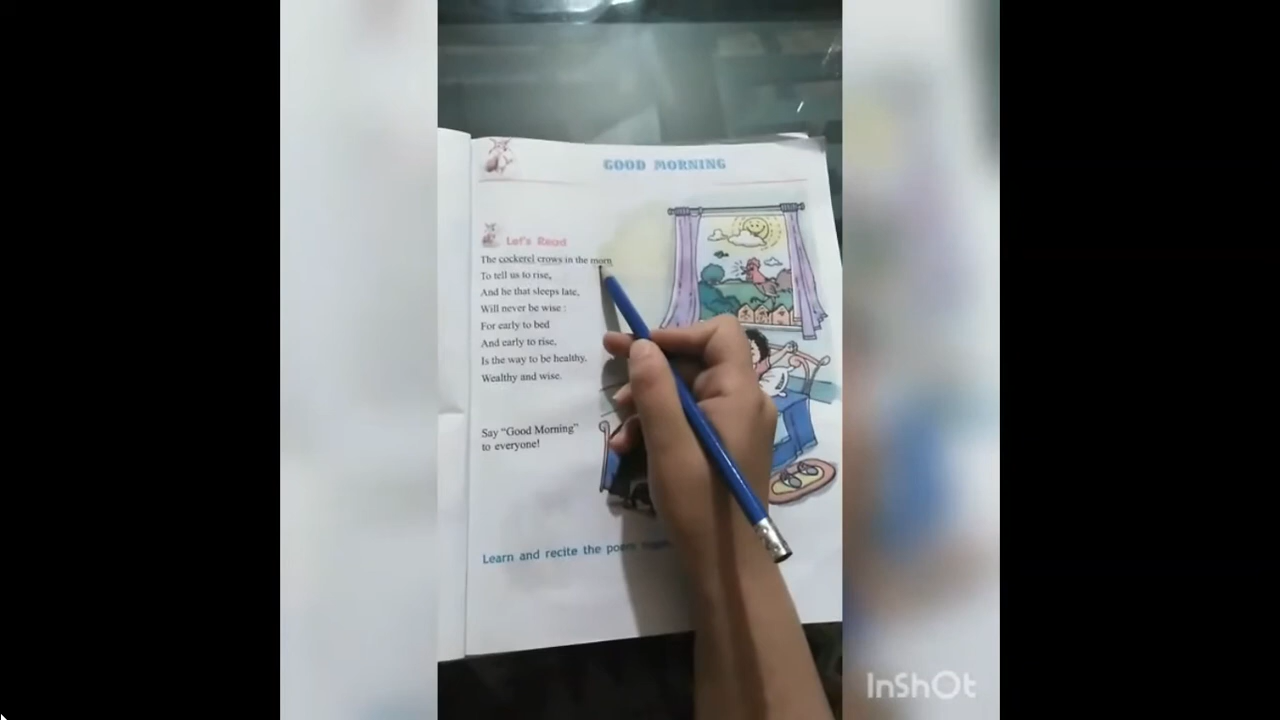 GOOD MORNING
Let's Read
The cockerel crows in the morn
To tell us to rise,
And he that sleeps late,
Will never be wise :
For early to bed
And early to rise,
Is the way to be healthy.
Wealthy and wise.
Say “Good Morning”
to everyone!
Learn and recite the poem
InShOt